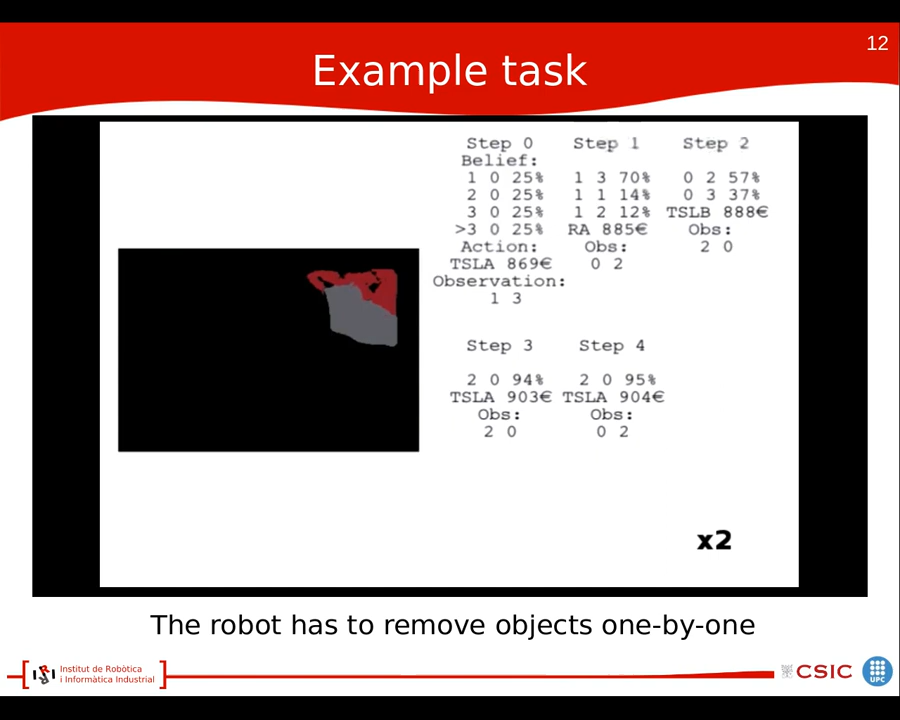 12
Example task
Step 0 Step 1 Step 2
Belief:
1 0 25% 1 3 70% 0 2 57%
2 0 25% 1 1 14% 0 3 37%
3 0 25% 1 2 12% TSLB 888€
>3 0 25% RA 885€ Obs:
Action: Obs: 2 0
TSLA 869€ 0 2
Observation:
1 3
Step 3 Step 4
2 0 94% 2 0 95%
TSLA 903€ TSLA 904€
Obs: Obs:
2 0 0 2
x2
The robot has to remove objects one-by-one
Institut de Robòtica
i Informàtica Industrial
CSIC
UPC